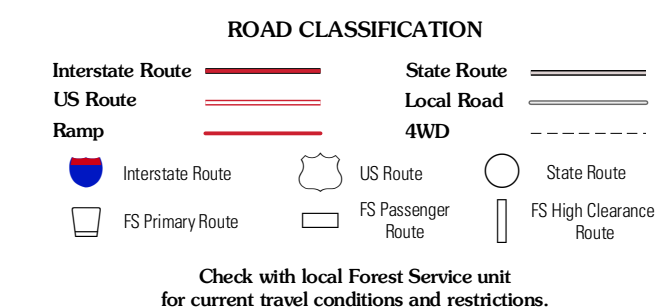 ROAD CLASSIFICATION
Interstate Route
State Route
US Route
Local Road
Ramp
4WD
Interstate Route
US Route
State Route
FS Primary Route
FS Passenger
Route
FS High Clearance
Route
Check with local Forest Service unit
for current travel conditions and restrictions.